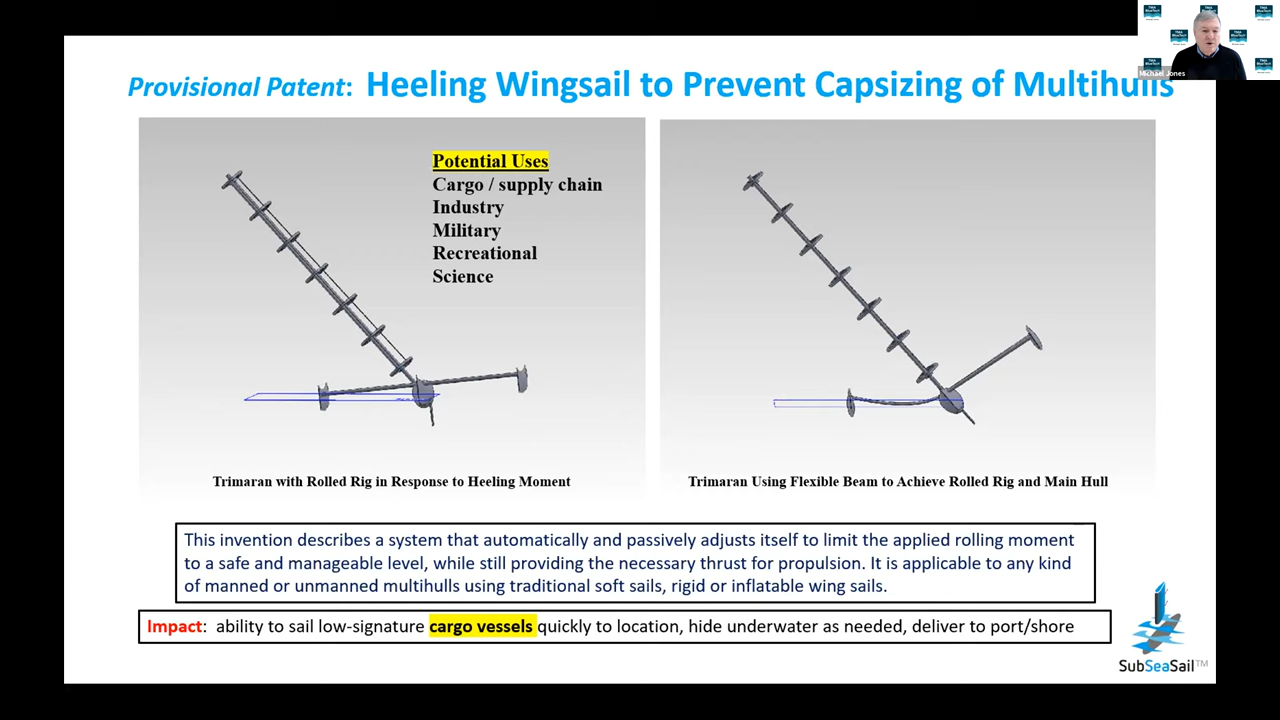 Provisional Patent: Heeling Wingsail to Prevent Capsizing of Multihulls
Michael Jones
Potential Uses
Cargo / supply chain
Industry
Military
Recreational
Science
Trimaran with Rolled Rig in Response to Heeling Moment
Trimaran Using Flexible Beam to Achieve Rolled Rig and Main Hull
This invention describes a system that automatically and passively adjusts itself to limit the applied rolling moment
to a safe and manageable level, while still providing the necessary thrust for propulsion. It is applicable to any kind
of manned or unmanned multihulls using traditional soft sails, rigid or inflatable wing sails.
Impact: ability to sail low-signature cargo vessels quickly to location, hide underwater as needed, deliver to port/shore
SubSeaSail™